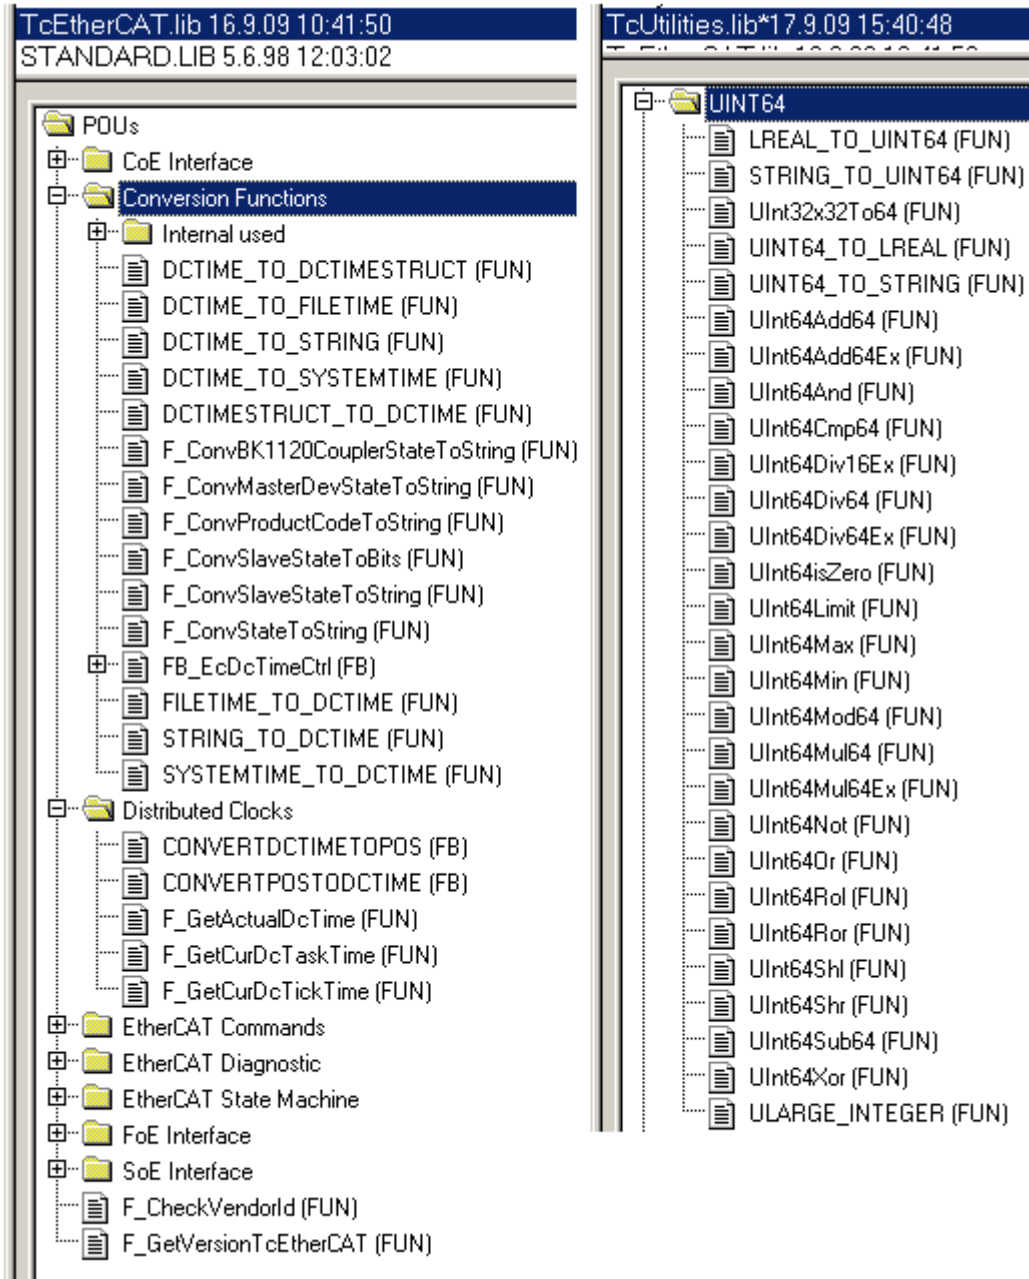 TcEtherCAT.lib 16.9.09 10:41:50
STANDARD.LIB 5.6.98 12:03:02
POUs
CoE Interface
Conversion Functions
Internal used
DCTIME_TO_DCTIMESTRUCT (FUN)
DCTIME_TO_FILETIME (FUN)
DCTIME_TO_STRING (FUN)
DCTIME_TO_SYSTEMTIME (FUN)
DCTIMESTRUCT_TO_DCTIME (FUN)
F_ConvBK1120CouplerStateToString (FUN)
F_ConvMasterDevStateToString (FUN)
F_ConvProductCodeToString (FUN)
F_ConvSlaveStateToBits (FUN)
F_ConvSlaveStateToString (FUN)
F_ConvStateToString (FUN)
FB_EcDcTimeCtrl (FB)
FILETIME_TO_DCTIME (FUN)
STRING_TO_DCTIME (FUN)
SYSTEMTIME_TO_DCTIME (FUN)
Distributed Clocks
CONVERTDCTIMETOPOS (FB)
CONVERTPOSTODCTIME (FB)
F_GetActualDcTime (FUN)
F_GetCurDcTaskTime (FUN)
F_GetCurDcTickTime (FUN)
EtherCAT Commands
EtherCAT Diagnostic
EtherCAT State Machine
FoE Interface
SoE Interface
F_CheckVendorId (FUN)
F_GetVersionTcEtherCAT (FUN)
TcUtilities.lib*17.9.09 15:40:48
UINT64
LREAL_TO_UINT64 (FUN)
STRING_TO_UINT64 (FUN)
UInt32x32To64 (FUN)
UINT64_TO_LREAL (FUN)
UINT64_TO_STRING (FUN)
UInt64Add64 (FUN)
UInt64Add64Ex (FUN)
UInt64And (FUN)
UInt64Cmp64 (FUN)
UInt64Div16Ex (FUN)
UInt64Div64 (FUN)
UInt64Div64Ex (FUN)
UInt64isZero (FUN)
UInt64Limit (FUN)
UInt64Max (FUN)
UInt64Min (FUN)
UInt64Mod64 (FUN)
UInt64Mul64 (FUN)
UInt64Mul64Ex (FUN)
UInt64Not (FUN)
UInt64Or (FUN)
UInt64Rol (FUN)
UInt64Ror (FUN)
UInt64Shl (FUN)
UInt64Shr (FUN)
UInt64Sub64 (FUN)
UInt64Xor (FUN)
ULARGE_INTEGER (FUN)